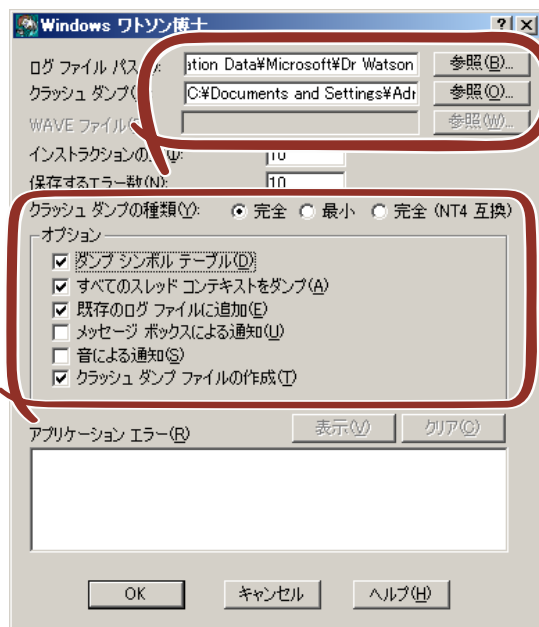 Windows ワトソン博士
ログ ファイル パス ation Data¥Microsoft¥Dr Watson 参照(B)...
クラッシュ ダンプ( C:¥Documents and Settings¥Adr 参照(O)...
WAVE ファイル( 参照(W)...
インストラクションの 10
保存するエラー数(N): 10
クラッシュ ダンプの種類(Y): 完全 最小 完全 (NT4 互換)
オプション
ダンプ シンボル テーブル(D)
すべてのスレッド コンテキストをダンプ(A)
既存のログ ファイルに追加(E)
メッセージ ボックスによる通知(U)
音による通知(S)
クラッシュ ダンプ ファイルの作成(T)
アプリケーション エラー(R) 表示(V) クリア(C)
OK キャンセル ヘルプ(H)